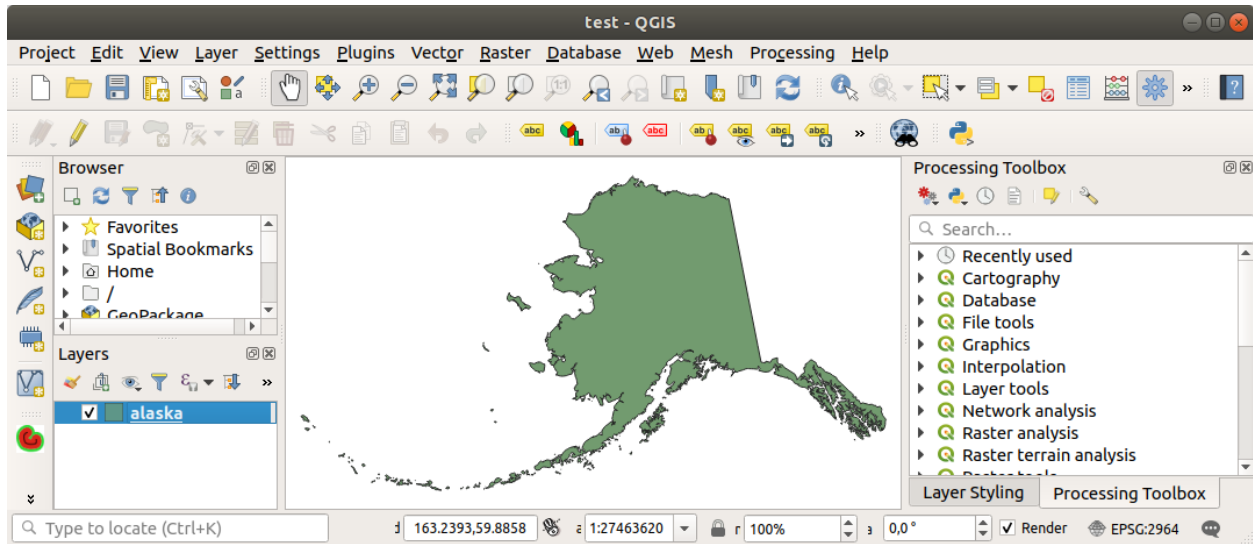 test - QGIS
Project Edit View Layer Settings Plugins Vector Raster Database Web Mesh Processing Help
Browser
Favorites
Spatial Bookmarks
Home
/
GeoPackage
Layers
alaska
Processing Toolbox
Search...
Recently used
Cartography
Database
File tools
Graphics
Interpolation
Layer tools
Network analysis
Raster analysis
Raster terrain analysis
Layer Styling Processing Toolbox
Type to locate (Ctrl+K) 163.2393,59.8858 1:27463620 100% 0,0 ° Render EPSG:2964